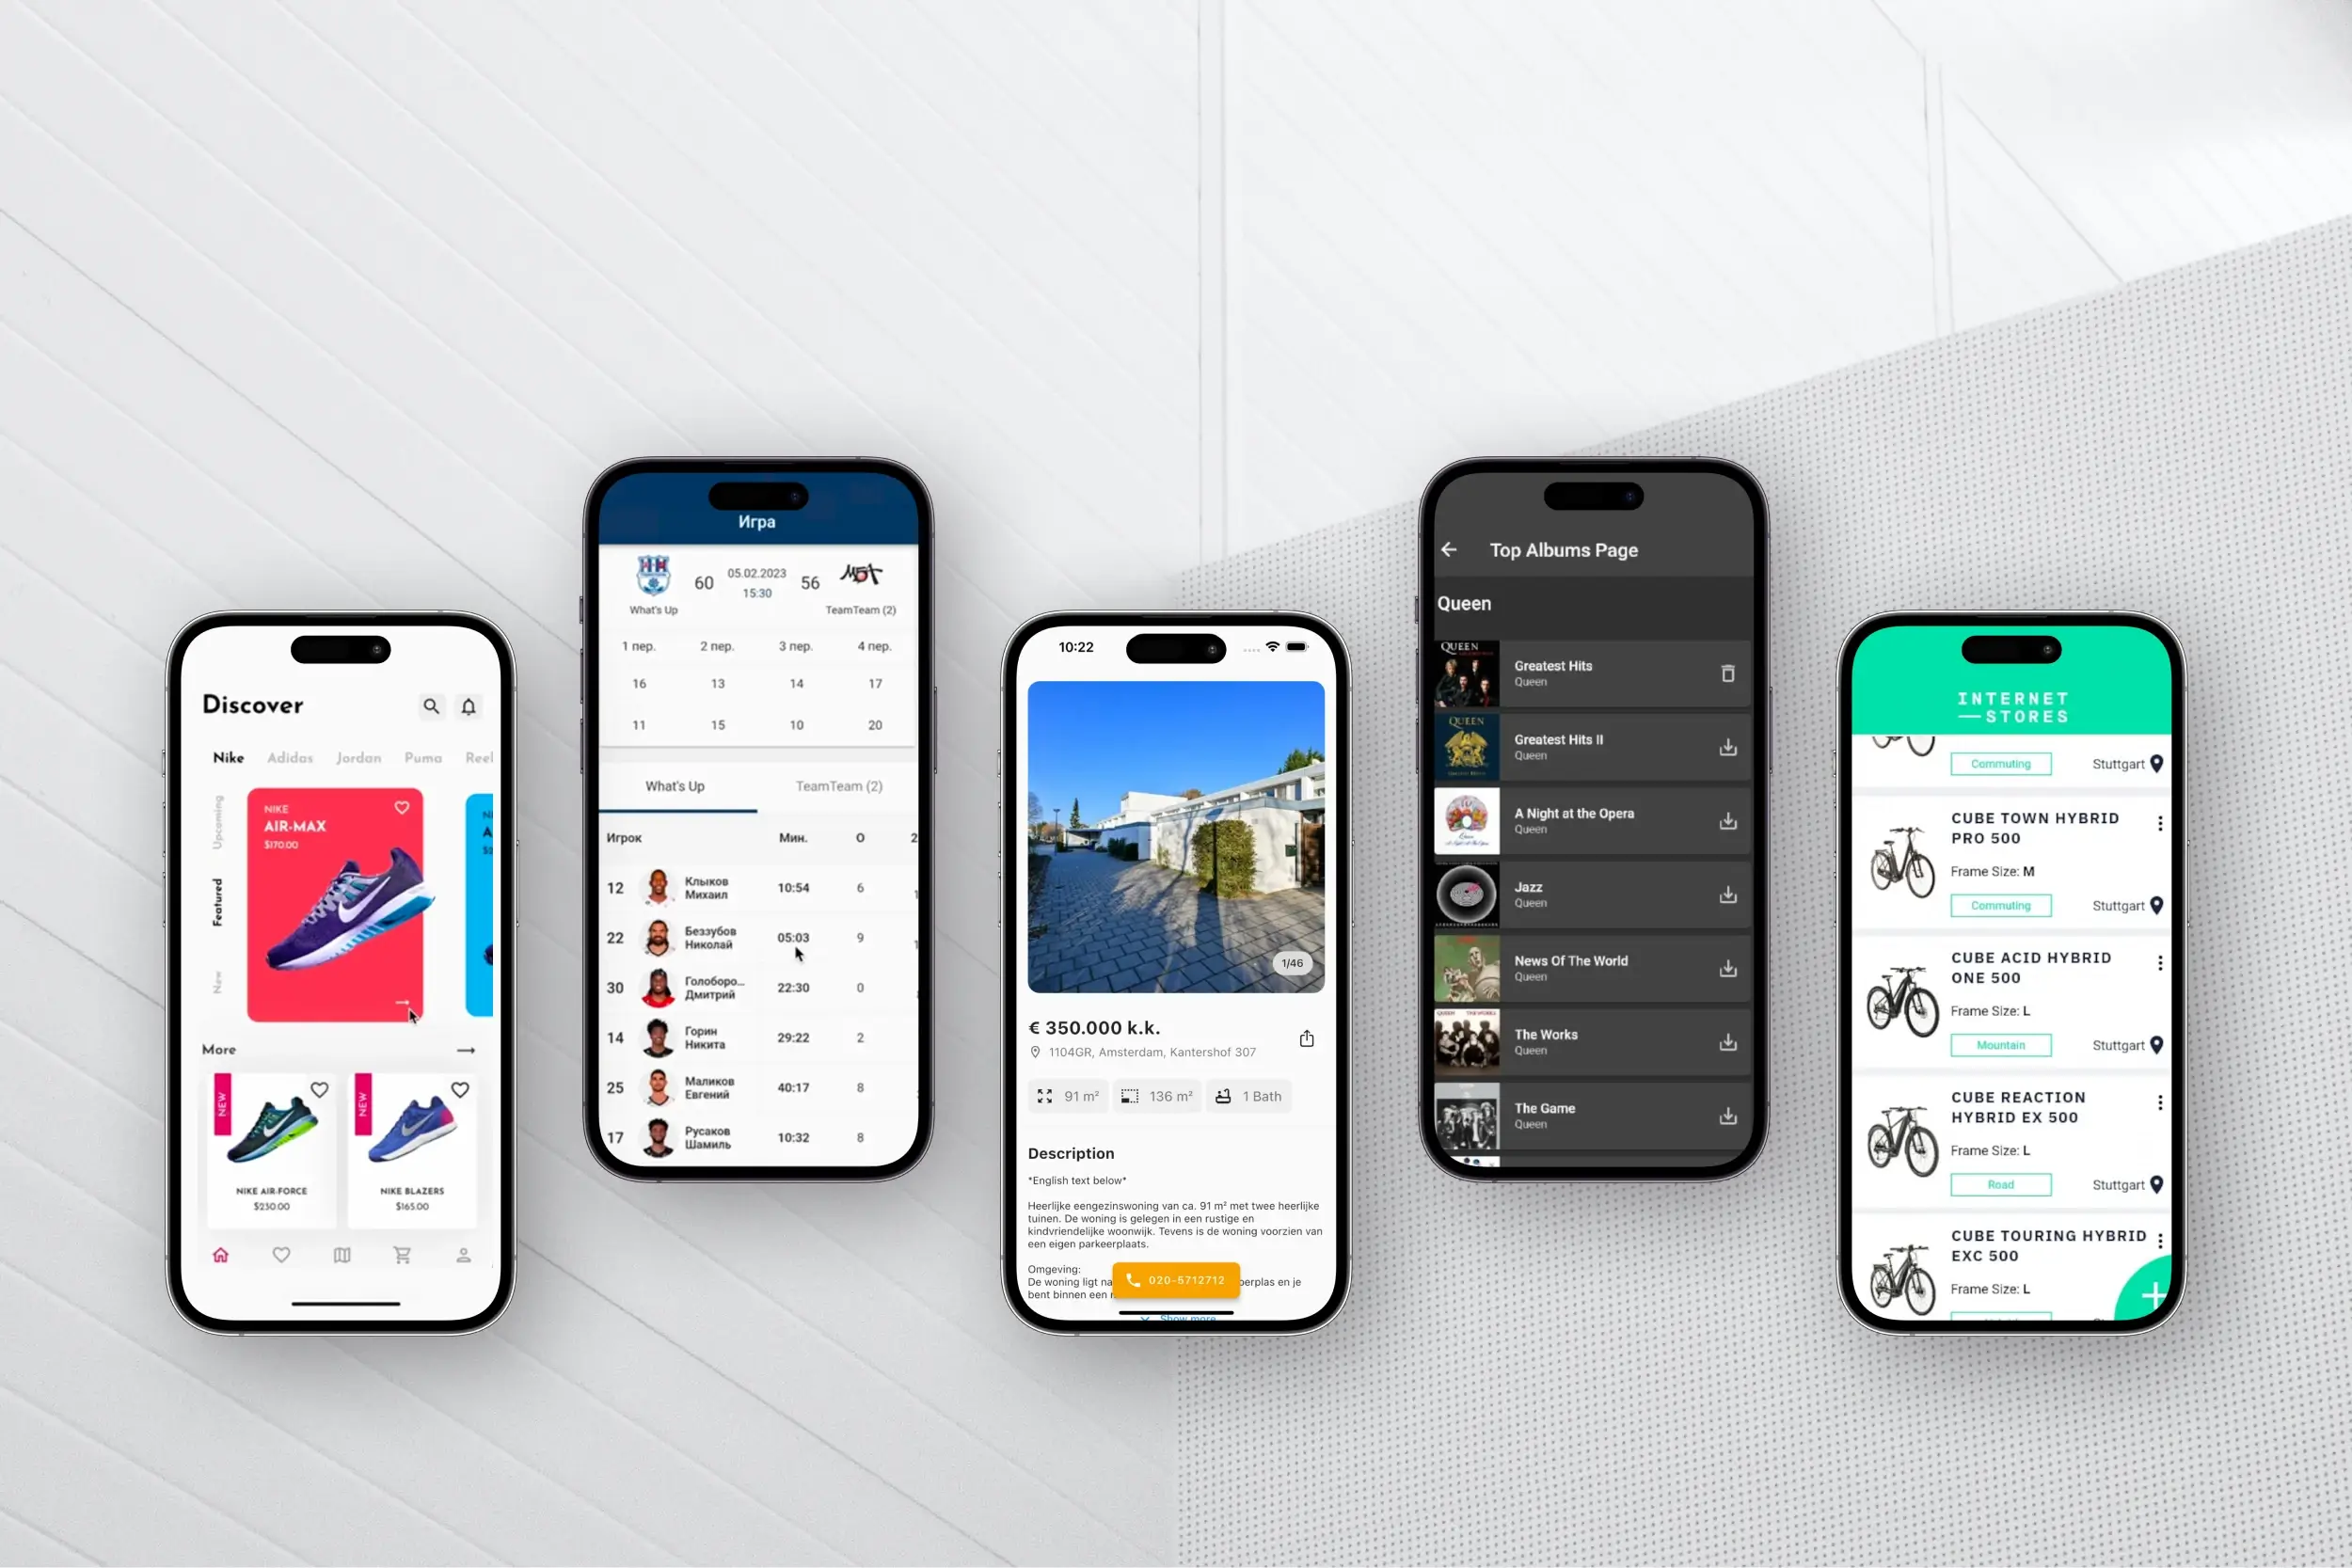 Discover
Nike Adidas Jordan Puma Reel
Upcoming
Featured
New
NIKE
AIR-MAX
$170.00
More
NEW
NIKE AIR-FORCE
$230.00
NEW
NIKE BLAZERS
$165.00
Игра
60 05.02.2023 56
15:30
What's Up TeamTeam (2)
1 пер. 2 пер. 3 пер. 4 пер.
16 13 14 17
11 15 10 20
What's Up TeamTeam (2)
Игрок Мин. О 2
12 Клыков Михаил 10:54 6
22 Беззубов Николай 05:03 9
30 Голоборо... Дмитрий 22:30 0
14 Горин Никита 29:22 2
25 Маликов Евгений 40:17 8
17 Русаков Шамиль 10:32 8
10:22
1/46
€ 350.000 k.k.
1104GR, Amsterdam, Kantershof 307
91 m² 136 m² 1 Bath
Description
*English text below*
Heerlijke eengezinswoning van ca. 91 m² met twee heerlijke
tuinen. De woning is gelegen in een rustige en
kindvriendelijke woonwijk. Tevens is de woning voorzien van
een eigen parkeerplaats.
Omgeving:
De woning ligt na erplas en je
bent binnen een
020-5712712
Show more
Top Albums Page
Queen
QUEEN
Greatest Hits
Queen
QUEEN
Greatest Hits II
Queen
A Night at the Opera
Queen
Jazz
Queen
News Of The World
Queen
QUEEN THE WORKS
The Works
Queen
The Game
Queen
INTERNET
STORES
Commuting Stuttgart
CUBE TOWN HYBRID
PRO 500
Frame Size: M
Commuting Stuttgart
CUBE ACID HYBRID
ONE 500
Frame Size: L
Mountain Stuttgart
CUBE REACTION
HYBRID EX 500
Frame Size: L
Road Stuttgart
CUBE TOURING HYBRID
EXC 500
Frame Size: L